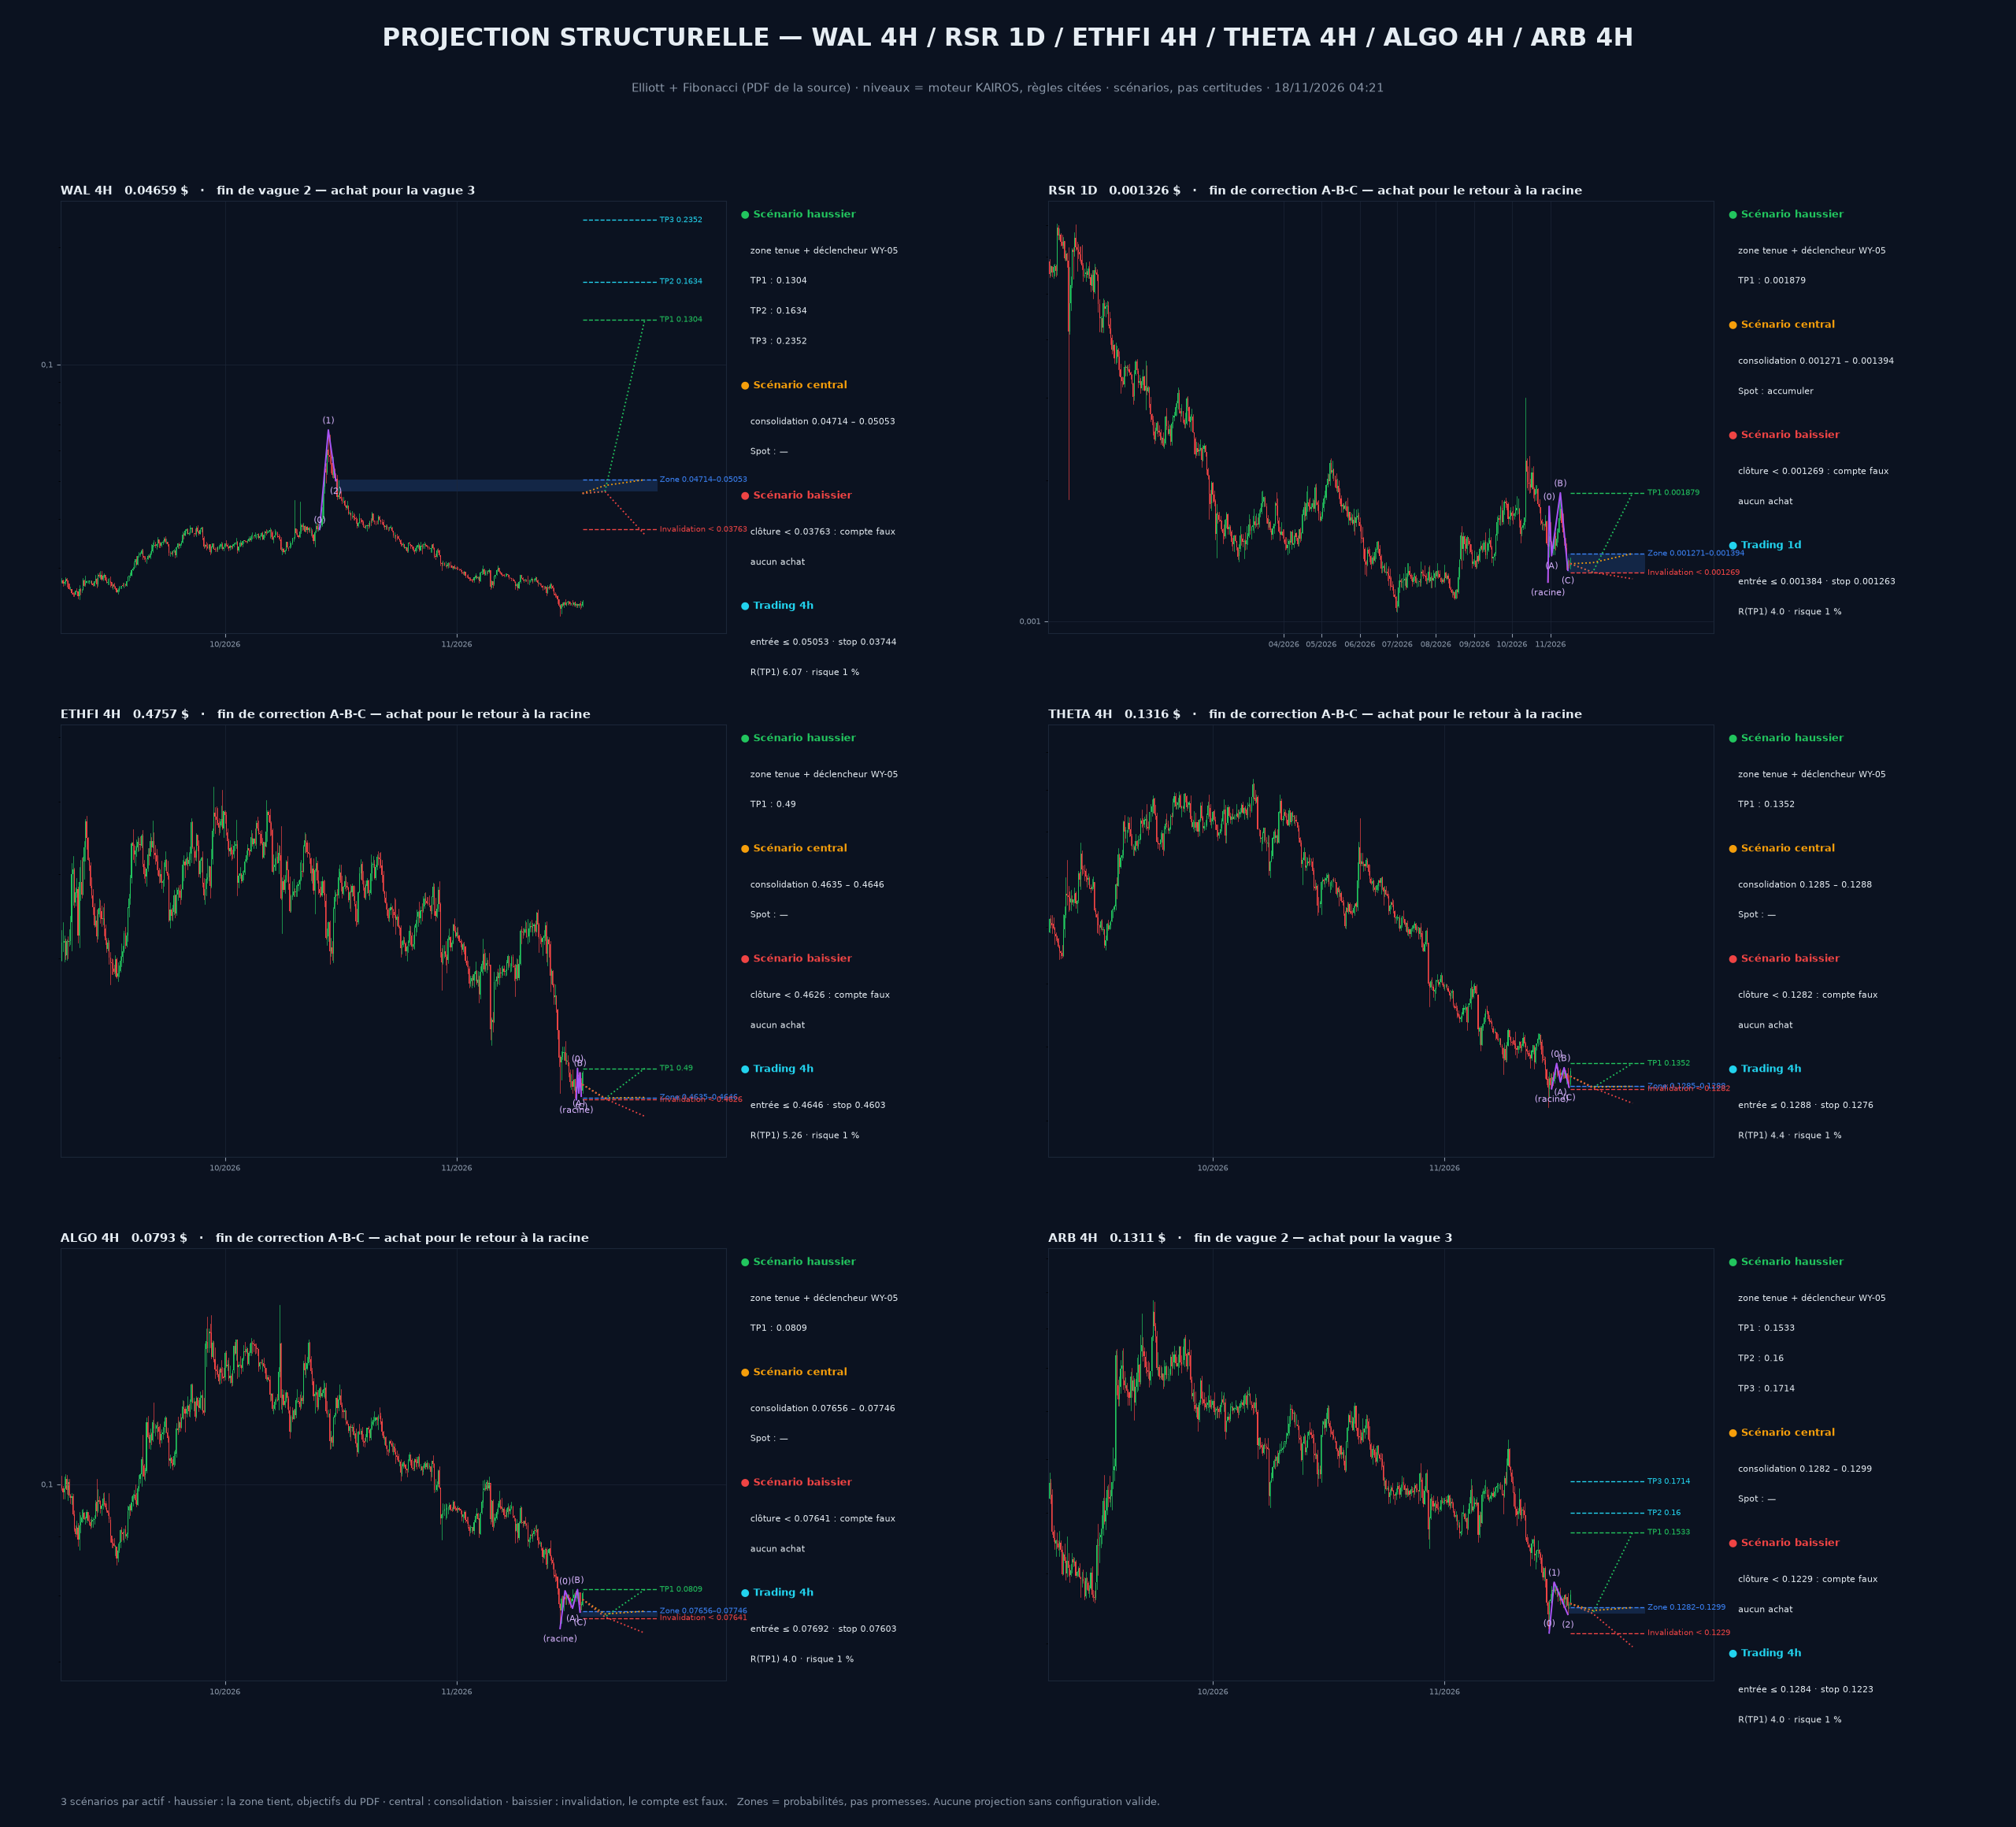 PROJECTION STRUCTURELLE — WAL 4H / RSR 1D / ETHFI 4H / THETA 4H / ALGO 4H / ARB 4H
Elliott + Fibonacci (PDF de la source) · niveaux = moteur KAIROS, règles citées · scénarios, pas certitudes · 18/11/2026 04:21
WAL 4H   0.04659 $   ·   fin de vague 2 — achat pour la vague 3
TP3 0.2352
TP2 0.1634
TP1 0.1304
0,1
(1)
Zone 0.04714–0.05053
(2)
(0)
Invalidation < 0.03763
10/2026
11/2026
● Scénario haussier
zone tenue + déclencheur WY-05
TP1 : 0.1304
TP2 : 0.1634
TP3 : 0.2352
● Scénario central
consolidation 0.04714 – 0.05053
Spot : —
● Scénario baissier
clôture < 0.03763 : compte faux
aucun achat
● Trading 4h
entrée ≤ 0.05053 · stop 0.03744
R(TP1) 6.07 · risque 1 %
RSR 1D   0.001326 $   ·   fin de correction A-B-C — achat pour le retour à la racine
(B)
(0)
TP1 0.001879
Zone 0.001271–0.001394
(A)
Invalidation < 0.001269
(C)
(racine)
0,001
04/2026
05/2026
06/2026
07/2026
08/2026
09/2026
10/2026
11/2026
● Scénario haussier
zone tenue + déclencheur WY-05
TP1 : 0.001879
● Scénario central
consolidation 0.001271 – 0.001394
Spot : accumuler
● Scénario baissier
clôture < 0.001269 : compte faux
aucun achat
● Trading 1d
entrée ≤ 0.001384 · stop 0.001263
R(TP1) 4.0 · risque 1 %
ETHFI 4H   0.4757 $   ·   fin de correction A-B-C — achat pour le retour à la racine
(0)
(B)
TP1 0.49
Zone 0.4635–0.4646
Invalidation < 0.4626
(A)
(C)
(racine)
10/2026
11/2026
● Scénario haussier
zone tenue + déclencheur WY-05
TP1 : 0.49
● Scénario central
consolidation 0.4635 – 0.4646
Spot : —
● Scénario baissier
clôture < 0.4626 : compte faux
aucun achat
● Trading 4h
entrée ≤ 0.4646 · stop 0.4603
R(TP1) 5.26 · risque 1 %
THETA 4H   0.1316 $   ·   fin de correction A-B-C — achat pour le retour à la racine
(0)
(B)
TP1 0.1352
Zone 0.1285–0.1288
Invalidation < 0.1282
(A)
(C)
(racine)
10/2026
11/2026
● Scénario haussier
zone tenue + déclencheur WY-05
TP1 : 0.1352
● Scénario central
consolidation 0.1285 – 0.1288
Spot : —
● Scénario baissier
clôture < 0.1282 : compte faux
aucun achat
● Trading 4h
entrée ≤ 0.1288 · stop 0.1276
R(TP1) 4.4 · risque 1 %
ALGO 4H   0.0793 $   ·   fin de correction A-B-C — achat pour le retour à la racine
0,1
(0)
(B)
TP1 0.0809
Zone 0.07656–0.07746
Invalidation < 0.07641
(A)
(C)
(racine)
10/2026
11/2026
● Scénario haussier
zone tenue + déclencheur WY-05
TP1 : 0.0809
● Scénario central
consolidation 0.07656 – 0.07746
Spot : —
● Scénario baissier
clôture < 0.07641 : compte faux
aucun achat
● Trading 4h
entrée ≤ 0.07692 · stop 0.07603
R(TP1) 4.0 · risque 1 %
ARB 4H   0.1311 $   ·   fin de vague 2 — achat pour la vague 3
TP3 0.1714
TP2 0.16
TP1 0.1533
(1)
Zone 0.1282–0.1299
(0)
(2)
Invalidation < 0.1229
10/2026
11/2026
● Scénario haussier
zone tenue + déclencheur WY-05
TP1 : 0.1533
TP2 : 0.16
TP3 : 0.1714
● Scénario central
consolidation 0.1282 – 0.1299
Spot : —
● Scénario baissier
clôture < 0.1229 : compte faux
aucun achat
● Trading 4h
entrée ≤ 0.1284 · stop 0.1223
R(TP1) 4.0 · risque 1 %
3 scénarios par actif · haussier : la zone tient, objectifs du PDF · central : consolidation · baissier : invalidation, le compte est faux.   Zones = probabilités, pas promesses. Aucune projection sans configuration valide.